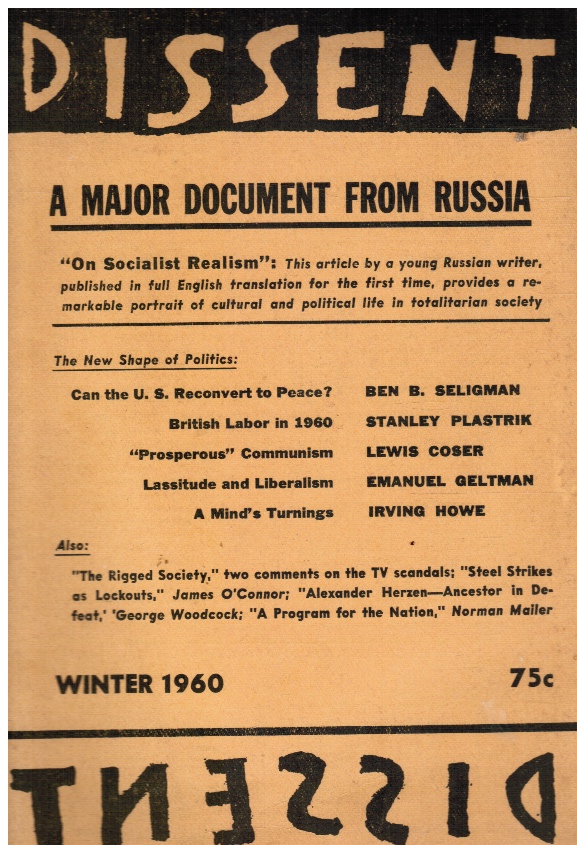 DISSENT
A MAJOR DOCUMENT FROM RUSSIA
“On Socialist Realism”: This article by a young Russian writer,
published in full English translation for the first time, provides a re-
markable portrait of cultural and political life in totalitarian society
The New Shape of Politics:
Can the U. S. Reconvert to Peace? BEN B. SELIGMAN
British Labor in 1960 STANLEY PLASTRIK
“Prosperous” Communism LEWIS COSER
Lassitude and Liberalism EMANUEL GELTMAN
A Mind’s Turnings IRVING HOWE
Also:
"The Rigged Society," two comments on the TV scandals; "Steel Strikes
as Lockouts," James O'Connor; "Alexander Herzen—Ancestor in De-
feat,' 'George Woodcock; "A Program for the Nation," Norman Mailer
WINTER 1960 75c
DISSENT